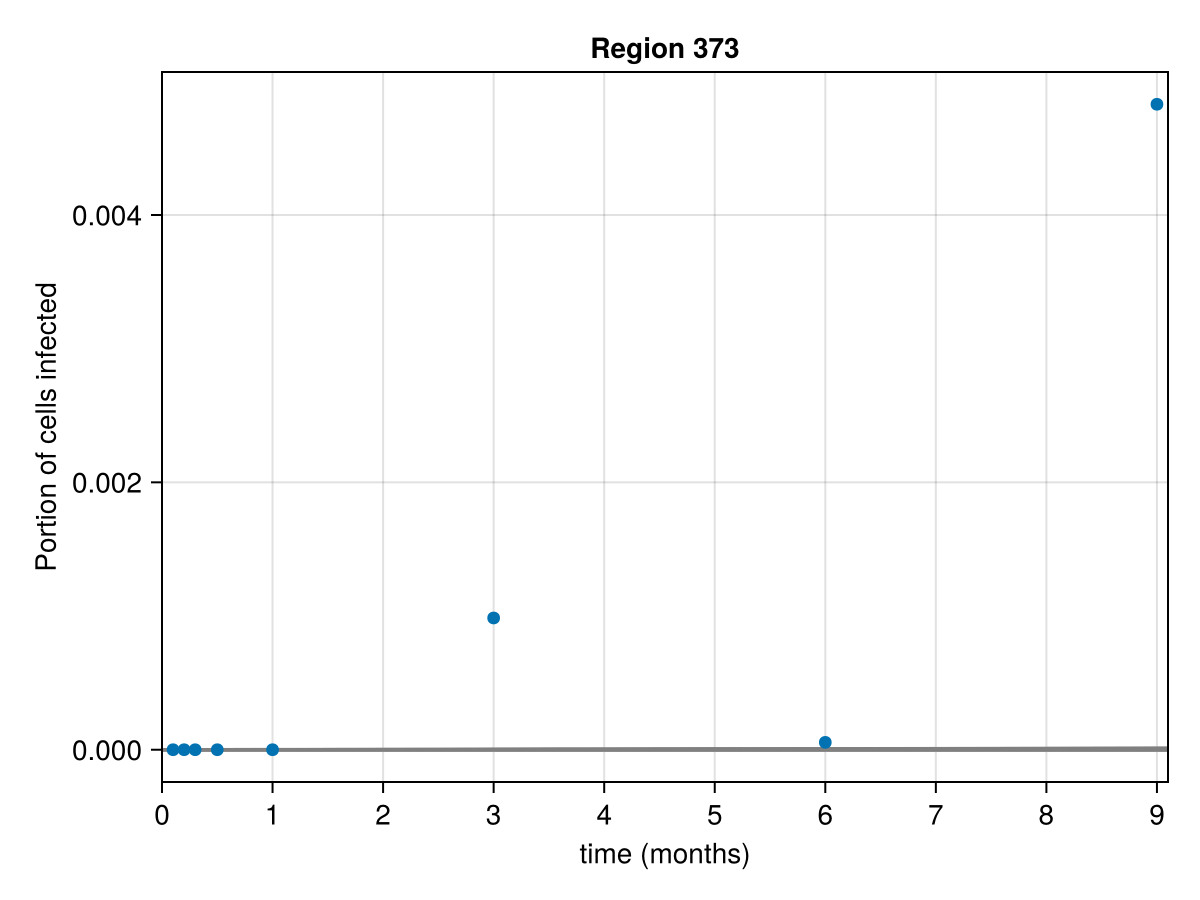 Region 373
Portion of cells infected
0.004
0.002
0.000
0 1 2 3 4 5 6 7 8 9
time (months)